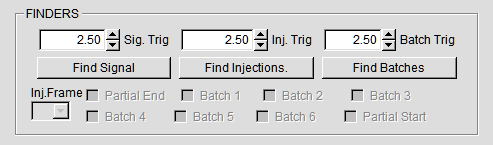 FINDERS
2.50 Sig. Trig 2.50 Inj. Trig 2.50 Batch Trig
Find Signal Find Injections. Find Batches
Inj.Frame Partial End Batch 1 Batch 2 Batch 3
Batch 4 Batch 5 Batch 6 Partial Start